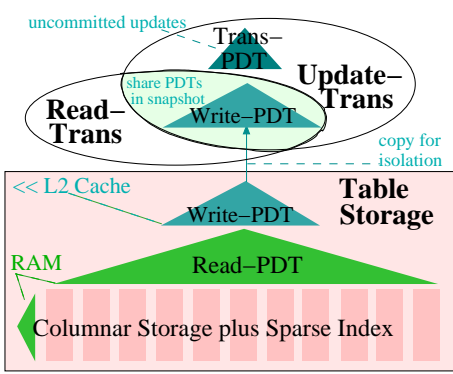 uncommitted updates
Trans–
PDT
Update–
Trans
share PDTs
in snapshot
Read–
Trans
Write–PDT
copy for
isolation
<< L2 Cache
Table
Storage
Write–PDT
RAM
Read–PDT
Columnar Storage plus Sparse Index